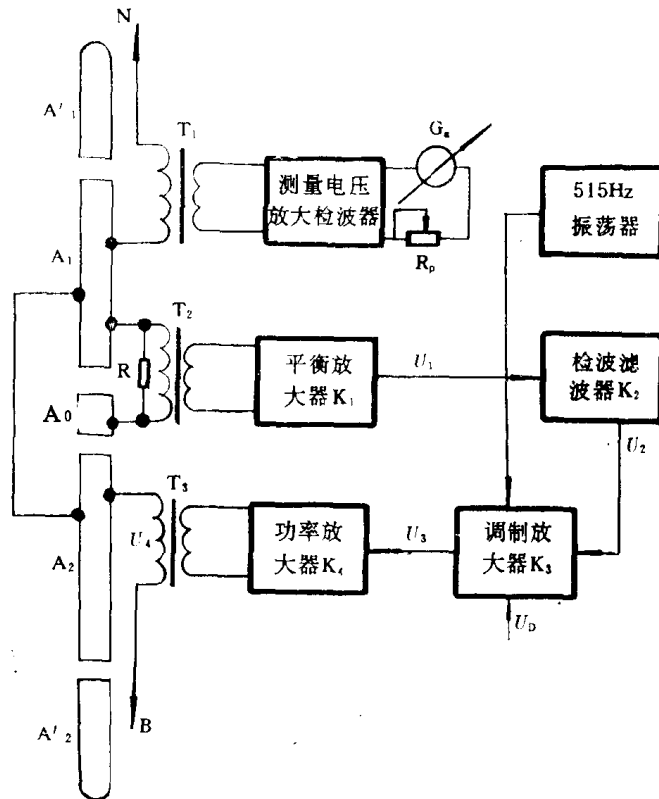 N
A'₁
T₁
Gₐ
测量电压
放大检波器
515Hz
振荡器
A₁
Rₚ
T₂
R
平衡放
大器K₁
U₁
检波滤
波器K₂
A₀
U₂
T₃
U₄
功率放
大器K₄
U₃
调制放
大器K₃
A₂
U_D
B
A'₂